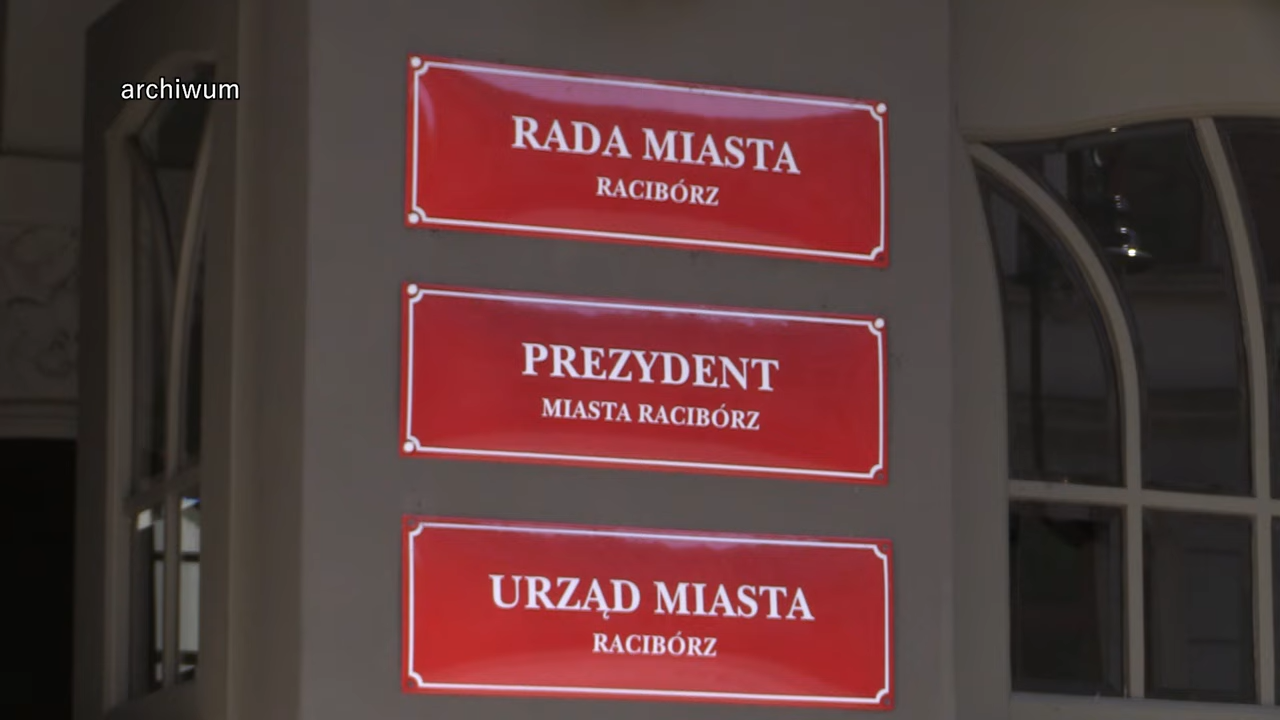 archiwum
RADA MIASTA
RACIBÓRZ
PREZYDENT
MIASTA RACIBÓRZ
URZĄD MIASTA
RACIBÓRZ